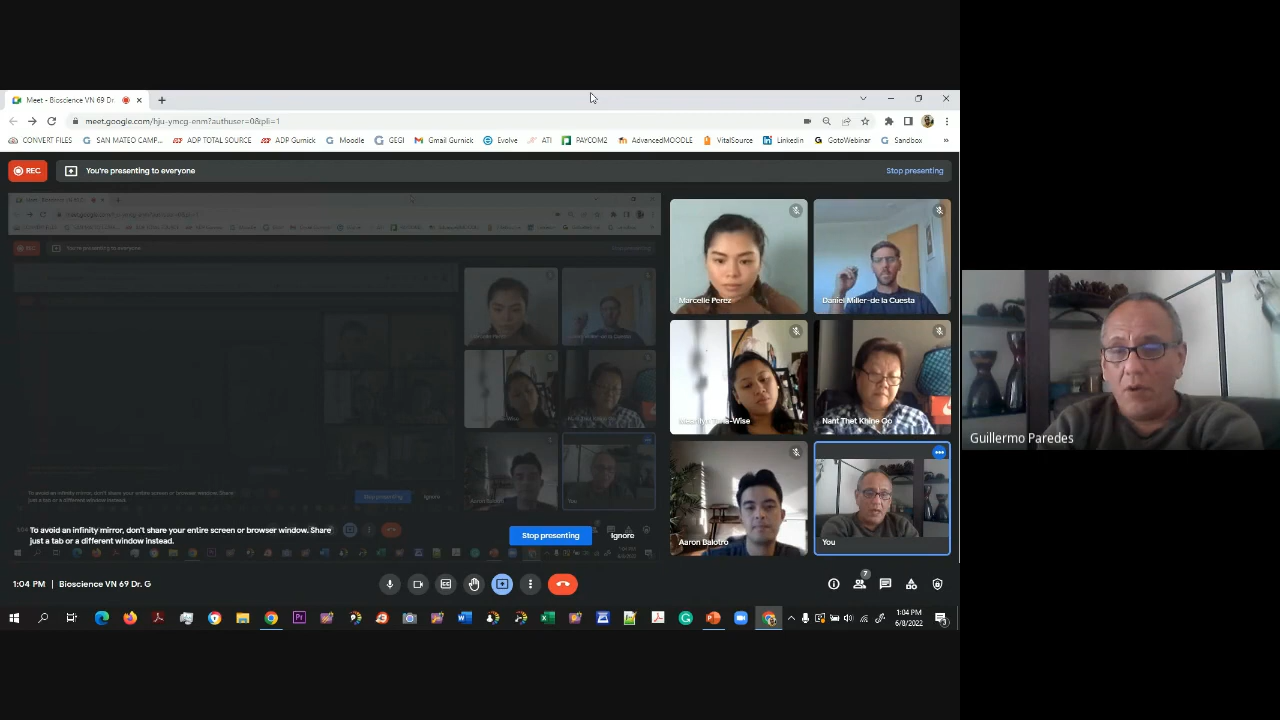 Meet - Bioscience VN 69 Dr. G
meet.google.com/hju-ymcg-enm?authuser=0&pli=1
CONVERT FILES SAN MATEO CAMP... ADP TOTAL SOURCE ADP Gurnick Moodle GEGI Gmail Gurnick Evolve ATI PAYCOM2 AdvancedMOODLE VitalSource Linkedin GotoWebinar Sandbox »
REC You're presenting to everyone Stop presenting
Marcelle Perez
Daniel Miller-de la Cuesta
Nant Thet Khine Oo
Guillermo Paredes
To avoid an infinity mirror, don't share your entire screen or browser window. Share
just a tab or a different window instead.
Stop presenting Ignore
Aaron Balotro
You
1:04 PM | Bioscience VN 69 Dr. G
7
1:04 PM
6/8/2022